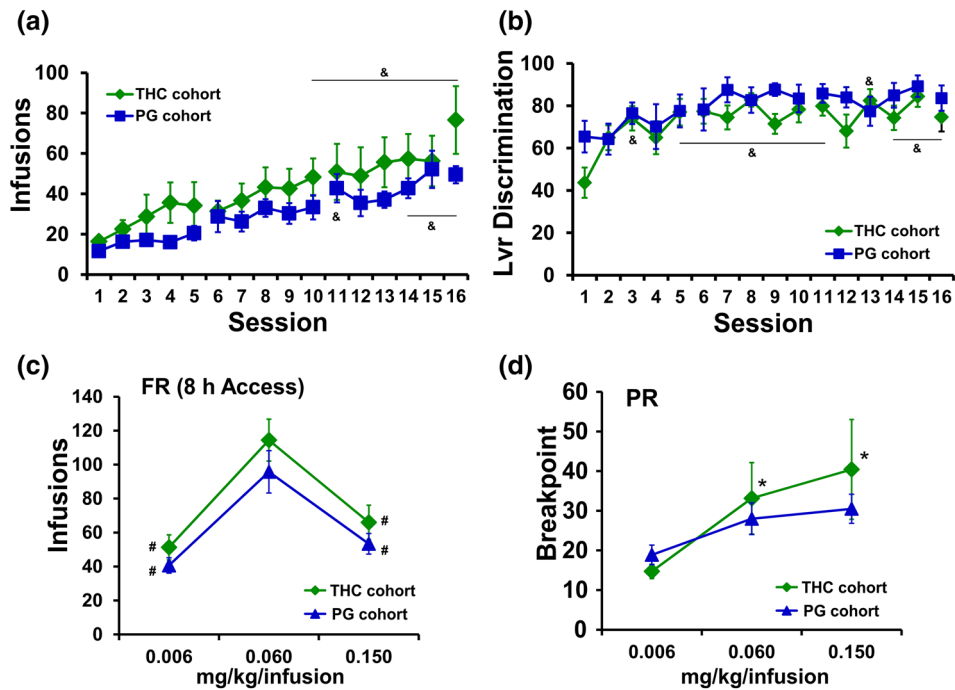 (a)
Infusions
100
80
60
40
20
0
THC cohort
PG cohort
&
&
&
1 2 3 4 5 6 7 8 9 10 11 12 13 14 15 16
Session
(b)
Lvr Discrimination
100
80
60
40
20
0
&
&
&
&
THC cohort
PG cohort
1 2 3 4 5 6 7 8 9 10 11 12 13 14 15 16
Session
(c)
FR (8 h Access)
Infusions
140
120
100
80
60
40
20
0
#
#
#
#
THC cohort
PG cohort
0.006 0.060 0.150
mg/kg/infusion
(d)
PR
Breakpoint
60
50
40
30
20
10
0
*
*
THC cohort
PG cohort
0.006 0.060 0.150
mg/kg/infusion